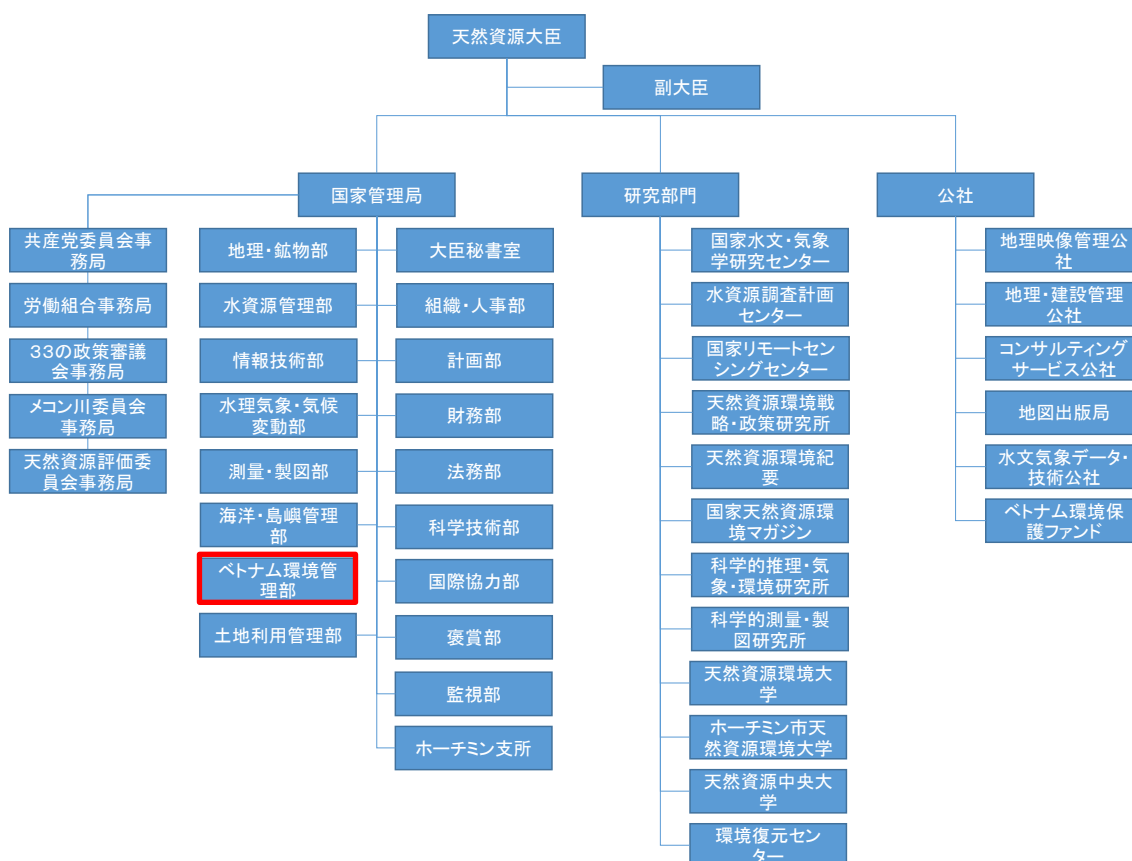 天然資源大臣
副大臣
国家管理局
研究部門
公社
共産党委員会事
務局
労働組合事務局
33の政策審議
会事務局
メコン川委員会
事務局
天然資源評価委
員会事務局
地理・鉱物部
水資源管理部
情報技術部
水理気象・気候
変動部
測量・製図部
海洋・島嶼管理
部
ベトナム環境管
理部
土地利用管理部
大臣秘書室
組織・人事部
計画部
財務部
法務部
科学技術部
国際協力部
褒賞部
監視部
ホーチミン支所
国家水文・気象
学研究センター
水資源調査計画
センター
国家リモートセン
シングセンター
天然資源環境戦
略・政策研究所
天然資源環境紀
要
国家天然資源環
境マガジン
科学的推理・気
象・環境研究所
科学的測量・製
図研究所
天然資源環境大
学
ホーチミン市天
然資源環境大学
天然資源中央大
学
環境復元セン
ター
地理映像管理公
社
地理・建設管理
公社
コンサルティング
サービス公社
地図出版局
水文気象データ・
技術公社
ベトナム環境保
護ファンド